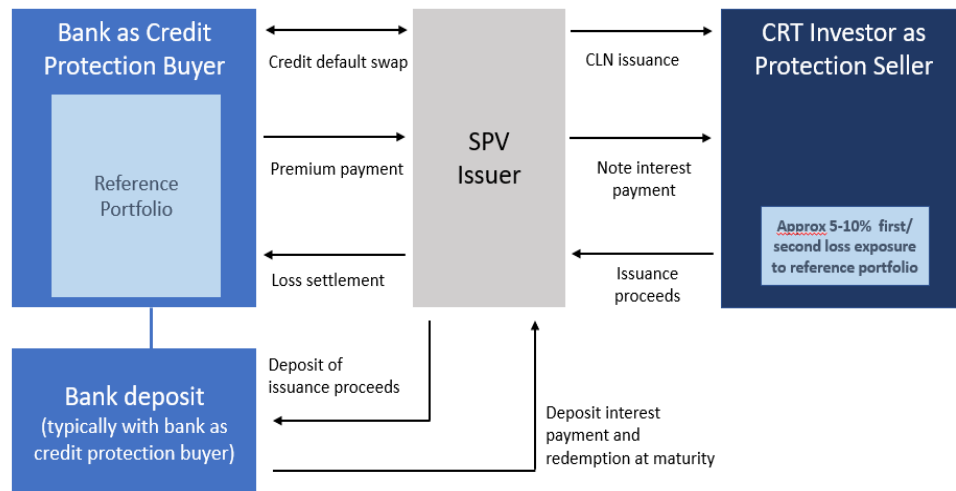 Bank as Credit
Protection Buyer
Reference
Portfolio
Credit default swap
Premium payment
Loss settlement
SPV
Issuer
CLN issuance
Note interest
payment
Issuance
proceeds
CRT Investor as
Protection Seller
Approx 5-10% first/
second loss exposure
to reference portfolio
Bank deposit
(typically with bank as
credit protection buyer)
Deposit of
issuance proceeds
Deposit interest
payment and
redemption at maturity